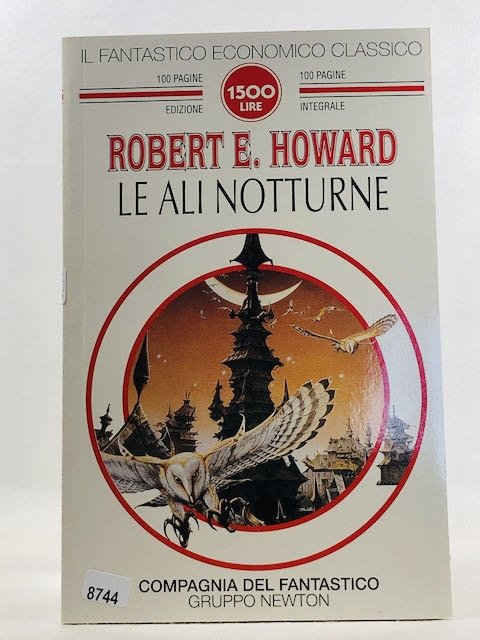 IL FANTASTICO ECONOMICO CLASSICO
100 PAGINE
EDIZIONE
1500
LIRE
100 PAGINE
INTEGRALE
ROBERT E. HOWARD
LE ALI NOTTURNE
COMPAGNIA DEL FANTASTICO
GRUPPO NEWTON
8744